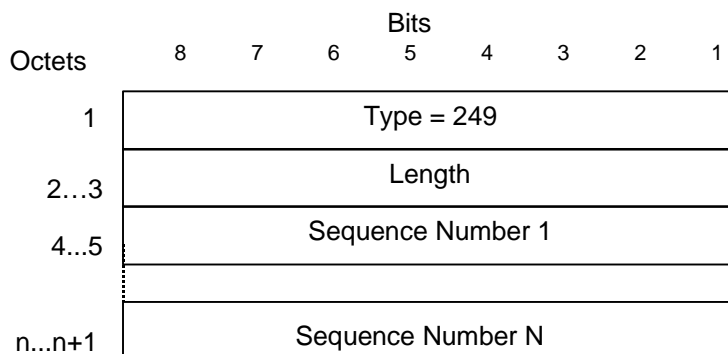 Bits
Octets 8 7 6 5 4 3 2 1
1 Type = 249
2…3 Length
4...5 Sequence Number 1
n...n+1 Sequence Number N